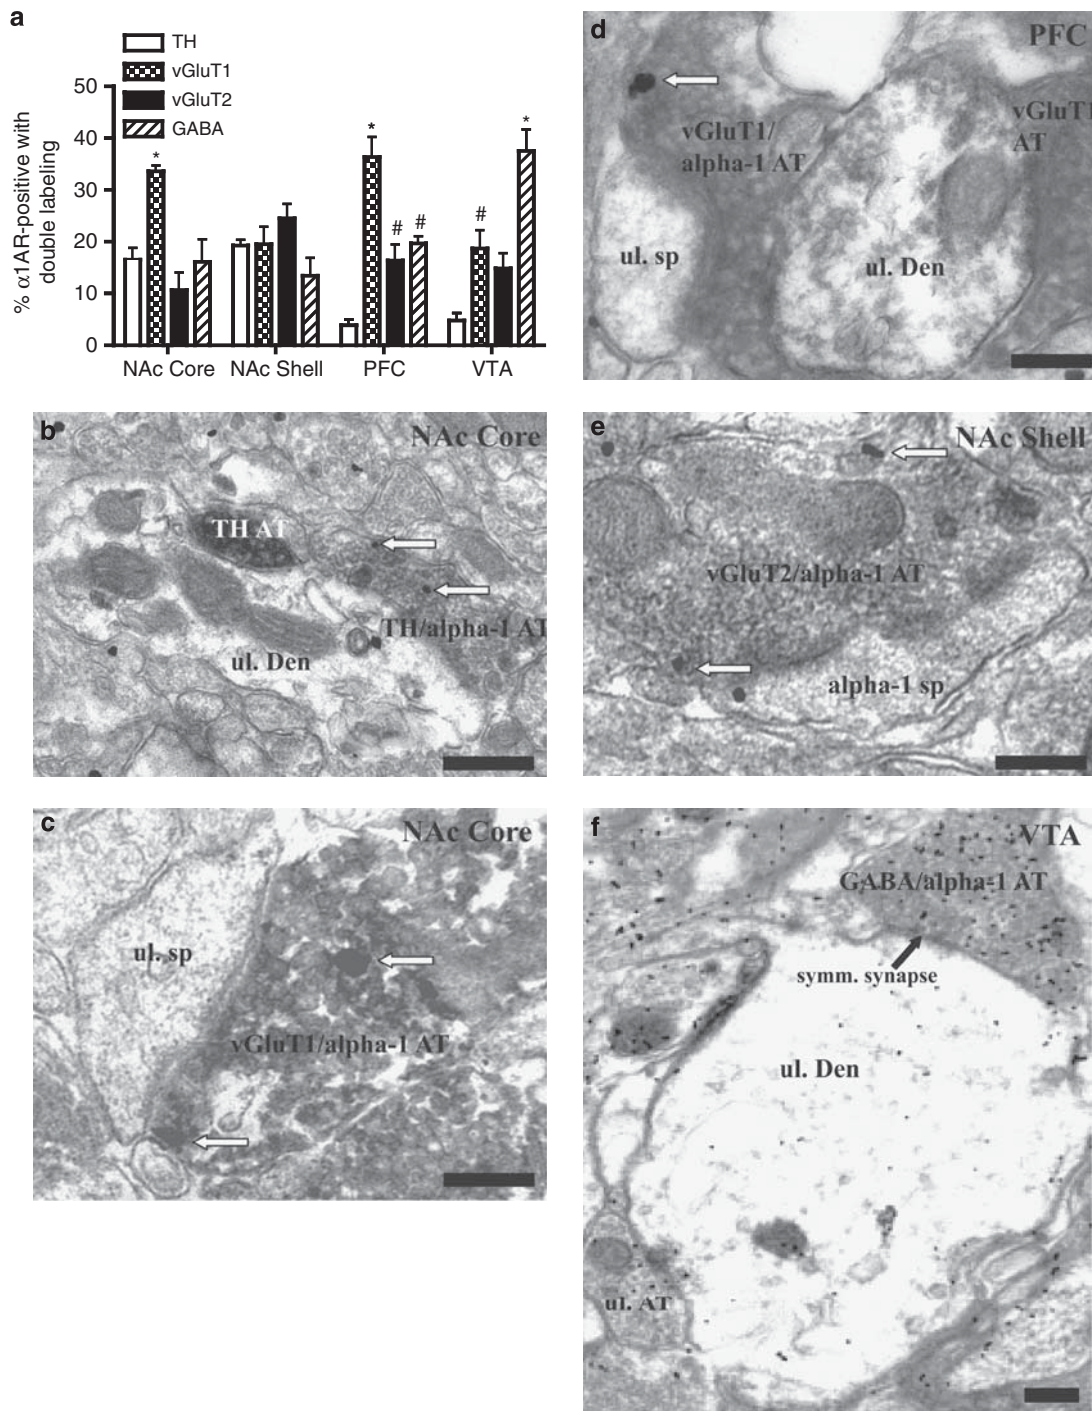 a
TH
vGluT1
vGluT2
GABA
% α1AR-positive with
double labeling
50
40
30
20
10
0
*
*
#
#
#
*
NAc Core
NAc Shell
PFC
VTA
b
NAc Core
TH AT
TH/alpha-1 AT
ul. Den
c
NAc Core
ul. sp
vGluT1/alpha-1 AT
d
PFC
vGluT1/
alpha-1 AT
vGluT1
AT
ul. sp
ul. Den
e
NAc Shell
vGluT2/alpha-1 AT
alpha-1 sp
f
VTA
GABA/alpha-1 AT
symm. synapse
ul. Den
ul. AT